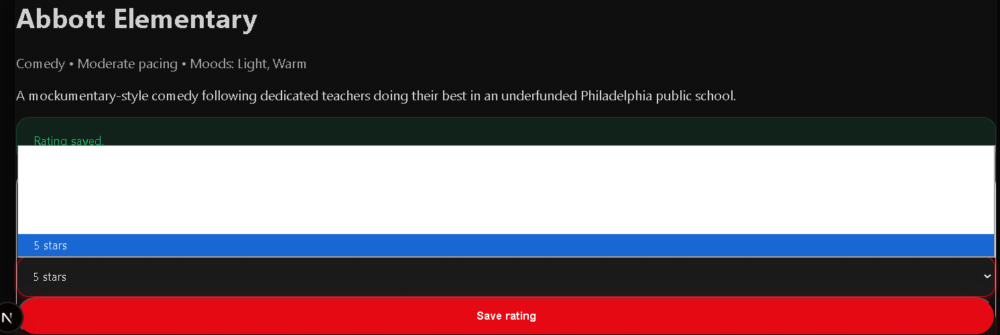 Abbott Elementary
Comedy • Moderate pacing • Moods: Light, Warm
A mockumentary-style comedy following dedicated teachers doing their best in an underfunded Philadelphia public school.
Rating saved.
5 stars
5 stars
N
Save rating